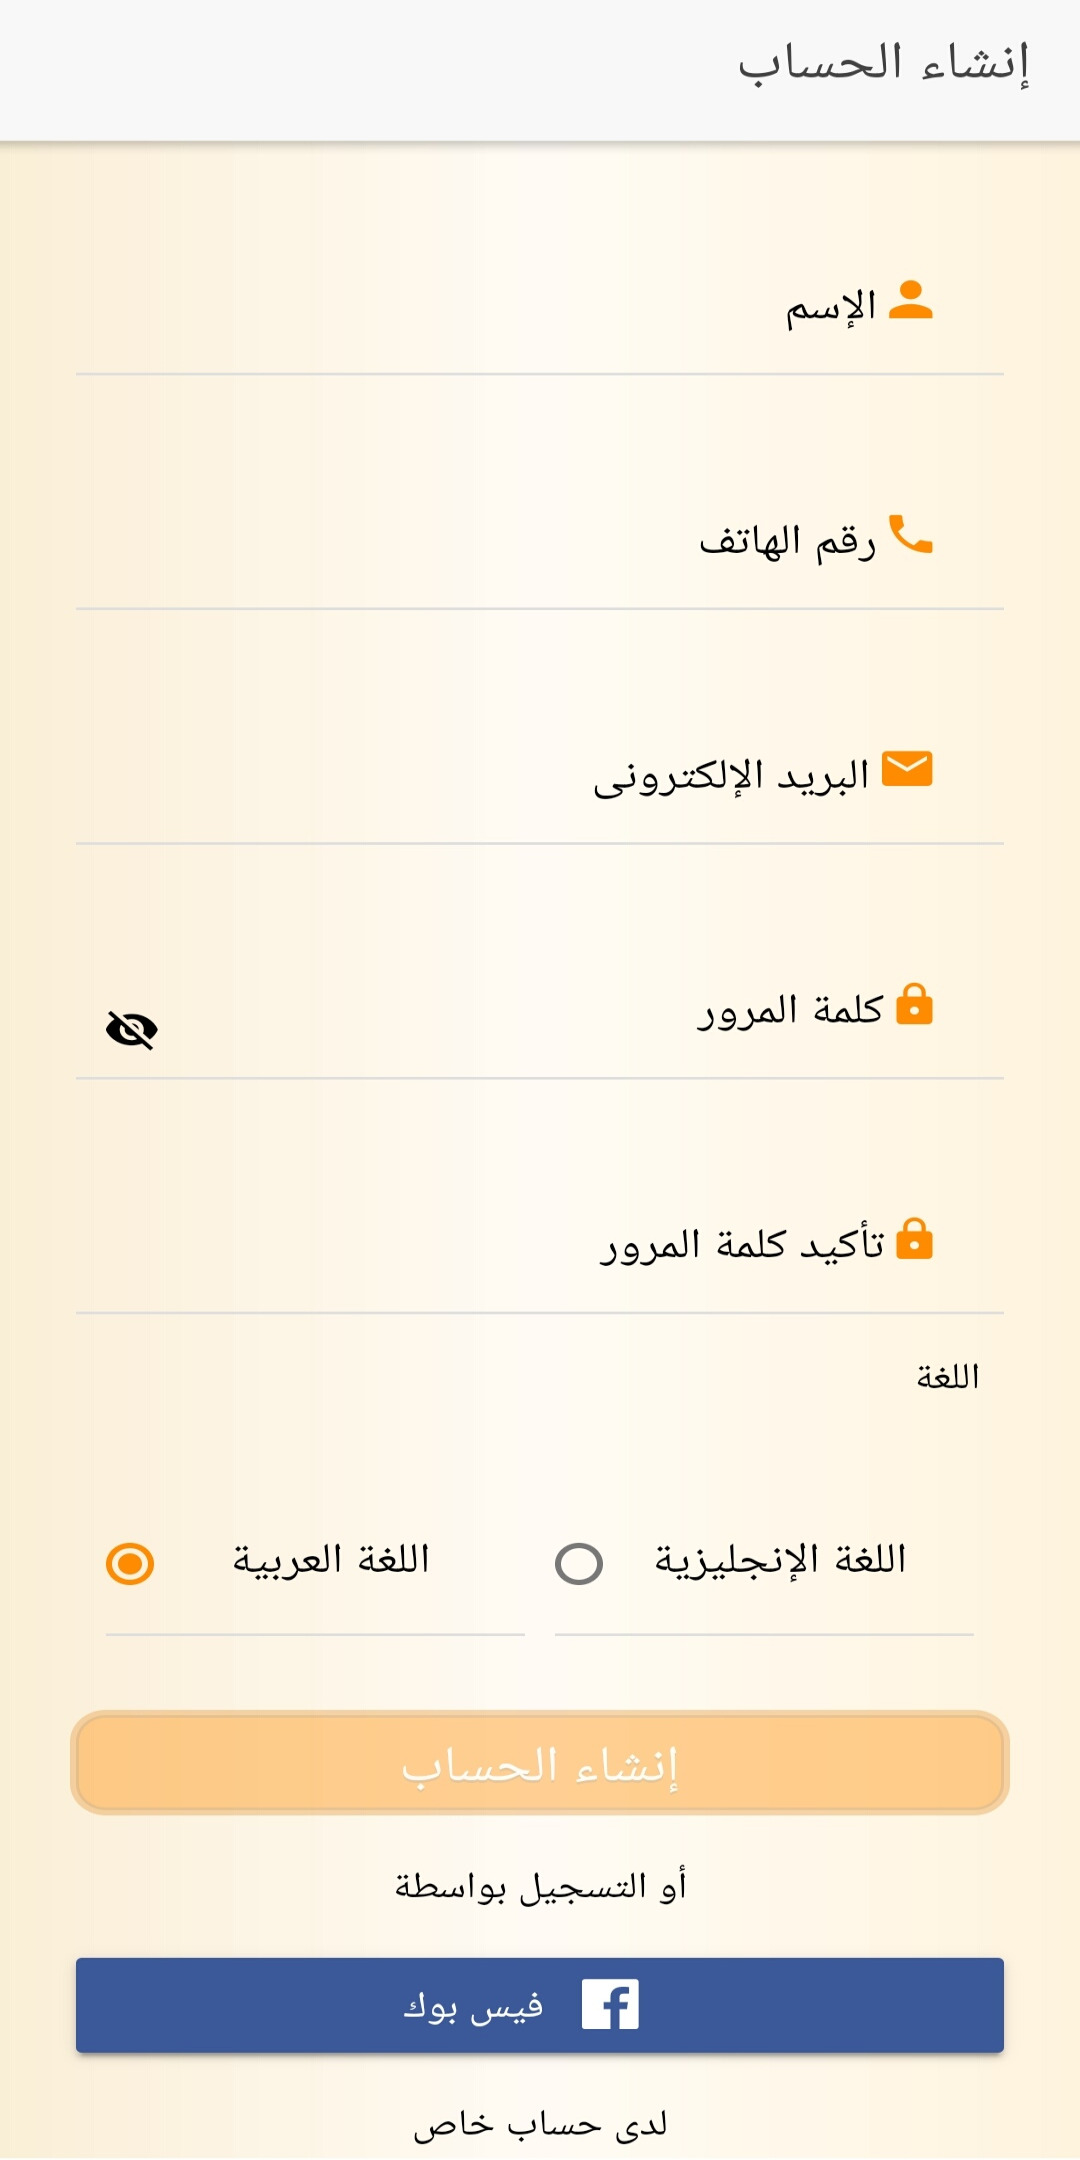 إنشاء الحساب
الإسم
رقم الهاتف
البريد الإلكترونى
كلمة المرور
تأكيد كلمة المرور
اللغة
اللغة الإنجليزية
اللغة العربية
إنشاء الحساب
أو التسجيل بواسطة
فيس بوك
لدى حساب خاص